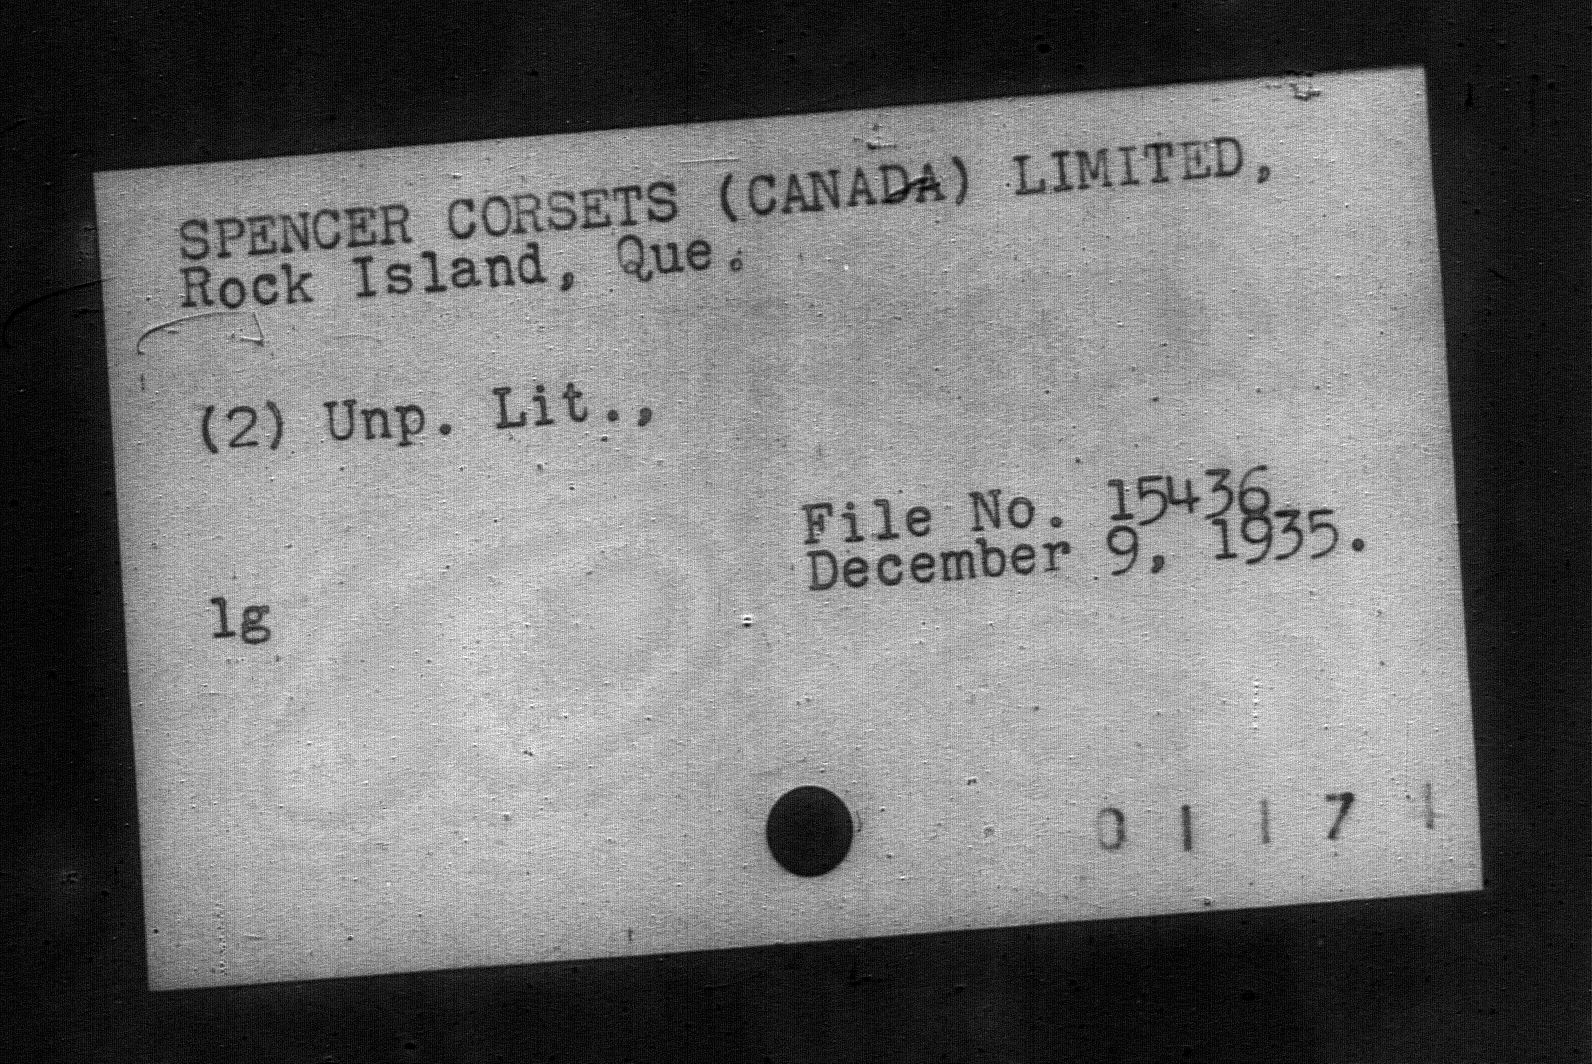 SPENCER CORSETS (CANADA) LIMITED,
Rock Island, Que.
(2) Unp. Lit.,
File No. 15436
December 9, 1935.
lg
0 1 1 7 1